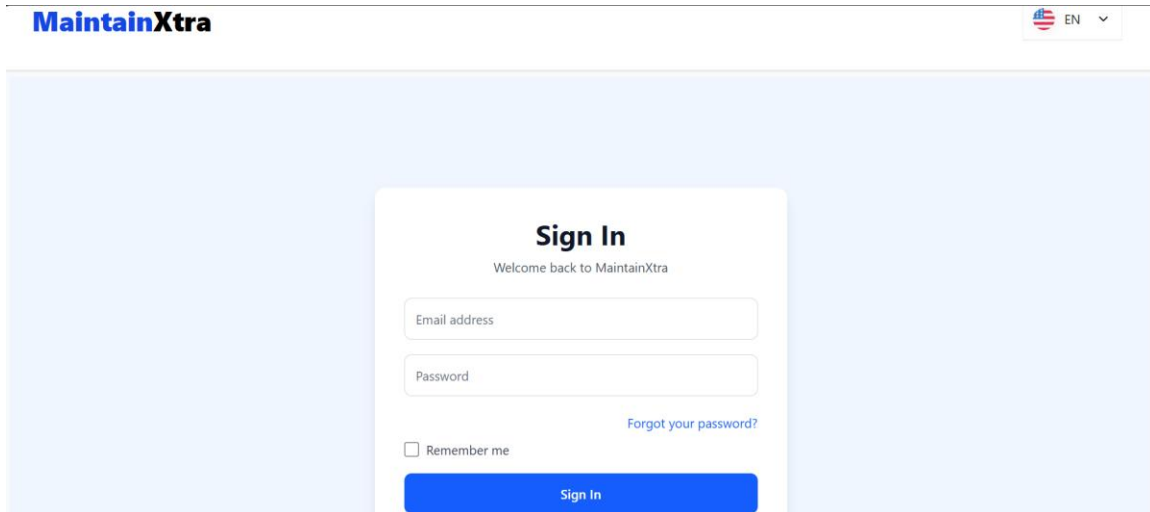 MaintainXtra
EN
Sign In
Welcome back to MaintainXtra
Email address
Password
Forgot your password?
Remember me
Sign In